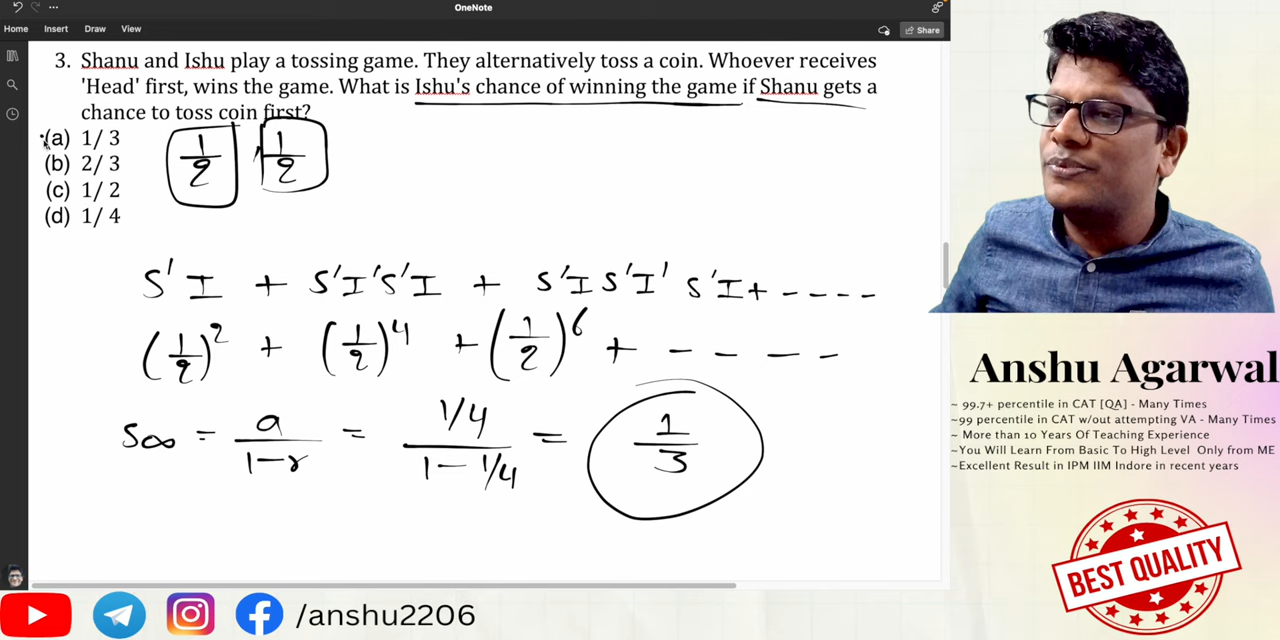 OneNote
Home Insert Draw View Share
3. Shanu and Ishu play a tossing game. They alternatively toss a coin. Whoever receives
'Head' first, wins the game. What is Ishu's chance of winning the game if Shanu gets a
chance to toss coin first?
(a) 1/ 3
(b) 2/ 3
(c) 1/ 2
(d) 1/ 4
1/2 1/2
S'I + S'I'S'I + S'I S'I' S'I + - - - -
(1/2)^2 + (1/2)^4 + (1/2)^6 + - - - -
S∞ = a/(1-r) = (1/4)/(1 - 1/4) = 1/3
Anshu Agarwal
~ 99.7+ percentile in CAT [QA] - Many Times
~99 percentile in CAT w/out attempting VA - Many Times
~ More than 10 Years Of Teaching Experience
~You Will Learn From Basic To High Level Only from ME
~Excellent Result in IPM IIM Indore in recent years
BEST QUALITY
/anshu2206